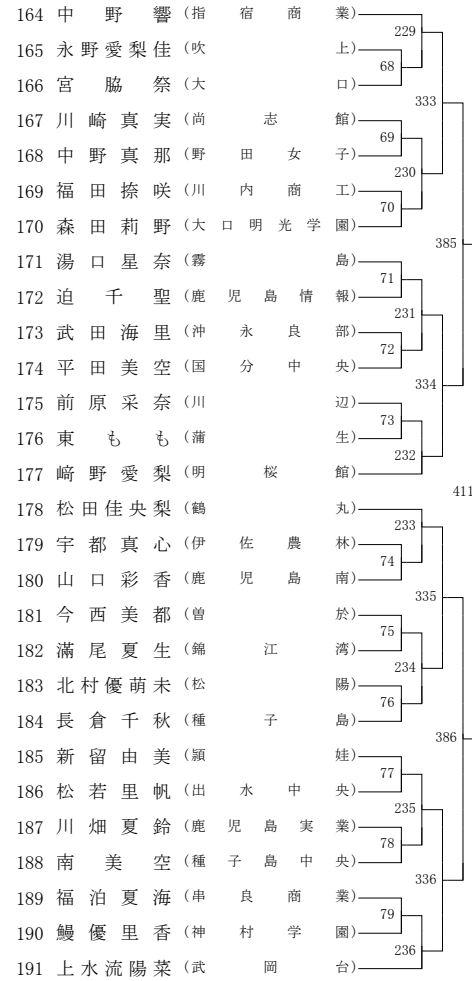 164 中野響 (指宿商業)
165 永野愛梨佳 (吹上)
166 宮脇祭 (大口)
167 川崎真実 (尚志館)
168 中野真那 (野田女子)
169 福田捺咲 (川内商工)
170 森田莉野 (大口明光学園)
171 湯口星奈 (霧島)
172 迫千聖 (鹿児島情報)
173 武田海里 (沖永良部)
174 平田美空 (国分中央)
175 前原采奈 (川辺)
176 東もも (蒲生)
177 﨑野愛梨 (明桜館)
178 松田佳央梨 (鶴丸)
179 宇都真心 (伊佐農林)
180 山口彩香 (鹿児島南)
181 今西美都 (曽於)
182 滿尾夏生 (錦江湾)
183 北村優萌未 (松陽)
184 長倉千秋 (種子島)
185 新留由美 (頴娃)
186 松若里帆 (出水中央)
187 川畑夏鈴 (鹿児島実業)
188 南美空 (種子島中央)
189 福泊夏海 (串良商業)
190 鰻優里香 (神村学園)
191 上水流陽菜 (武岡台)
229
68
333
69
230
70
385
71
231
72
334
73
232
411
233
74
335
75
234
76
386
77
235
78
336
79
236